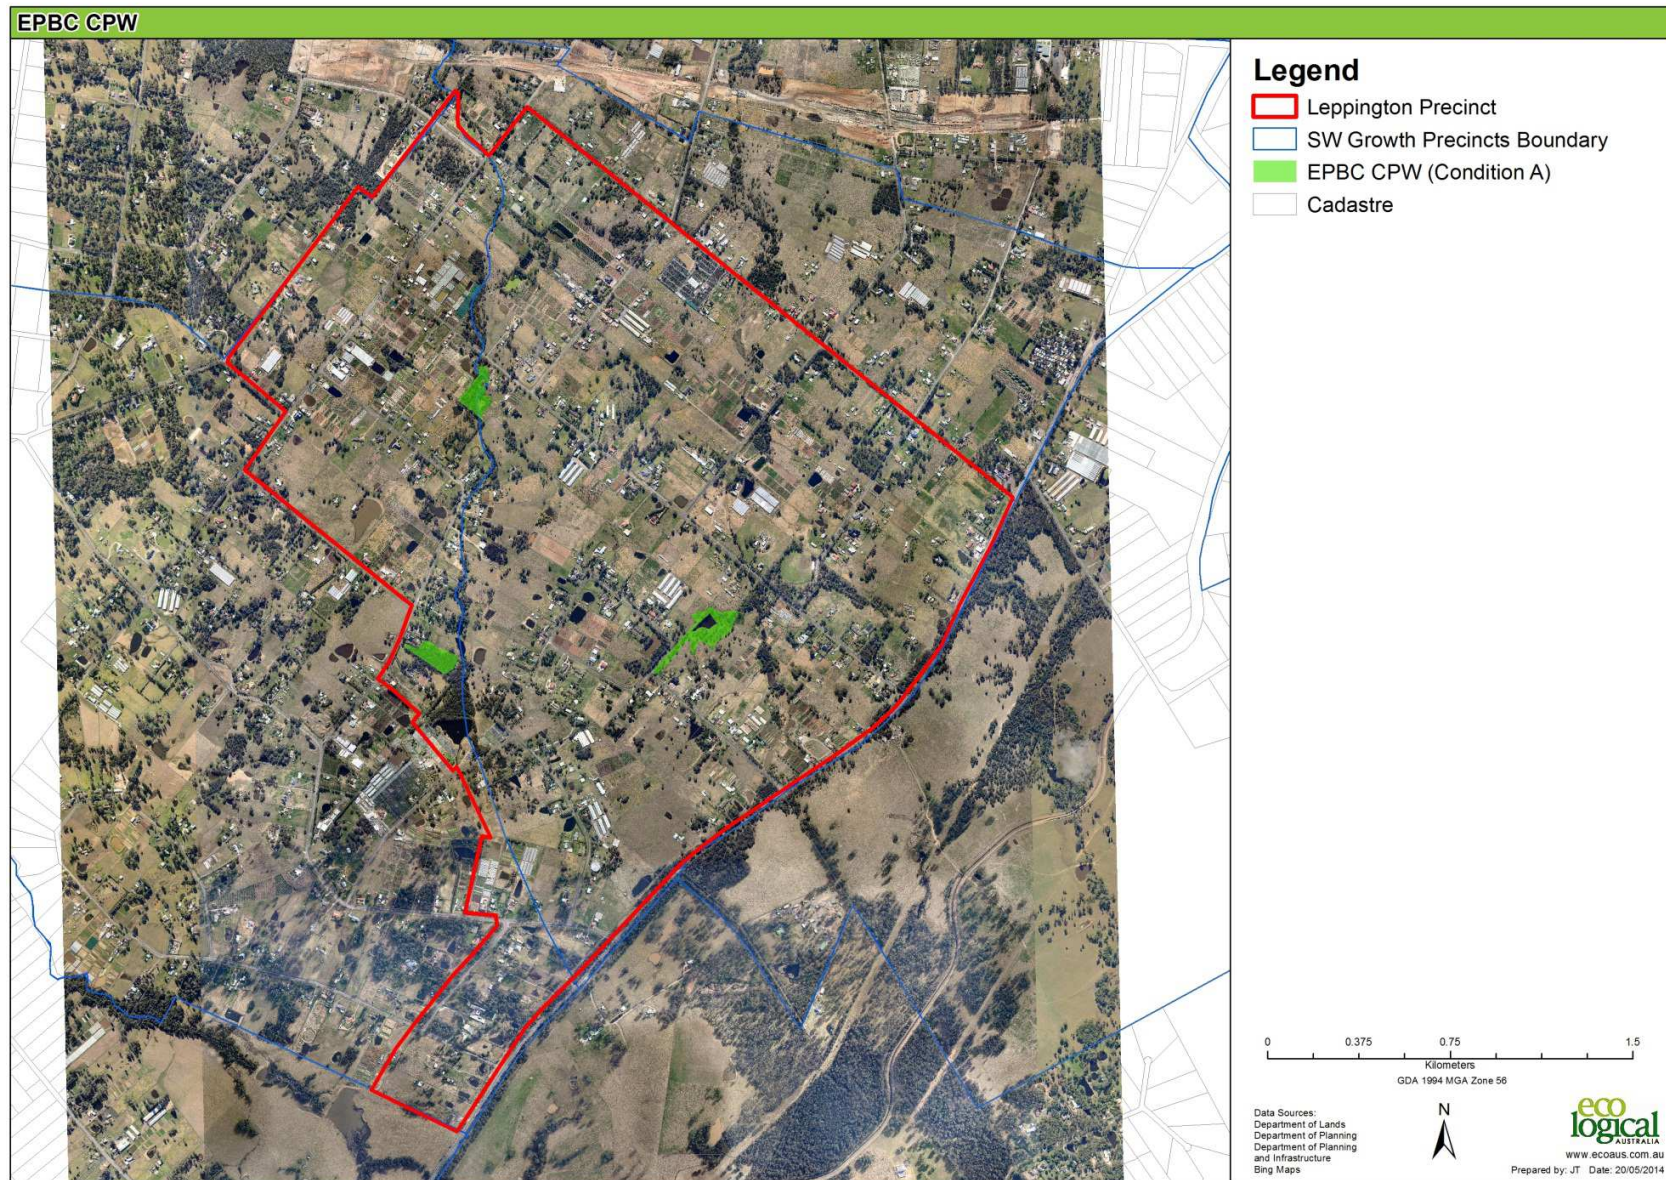 EPBC CPW
Legend
Leppington Precinct
SW Growth Precincts Boundary
EPBC CPW (Condition A)
Cadastre
0 0.375 0.75 1.5
Kilometers
GDA 1994 MGA Zone 56
Data Sources:
Department of Lands
Department of Planning
Department of Planning
and Infrastructure
Bing Maps
N
eco
logical
AUSTRALIA
www.ecoaus.com.au
Prepared by: JT Date: 20/05/2014